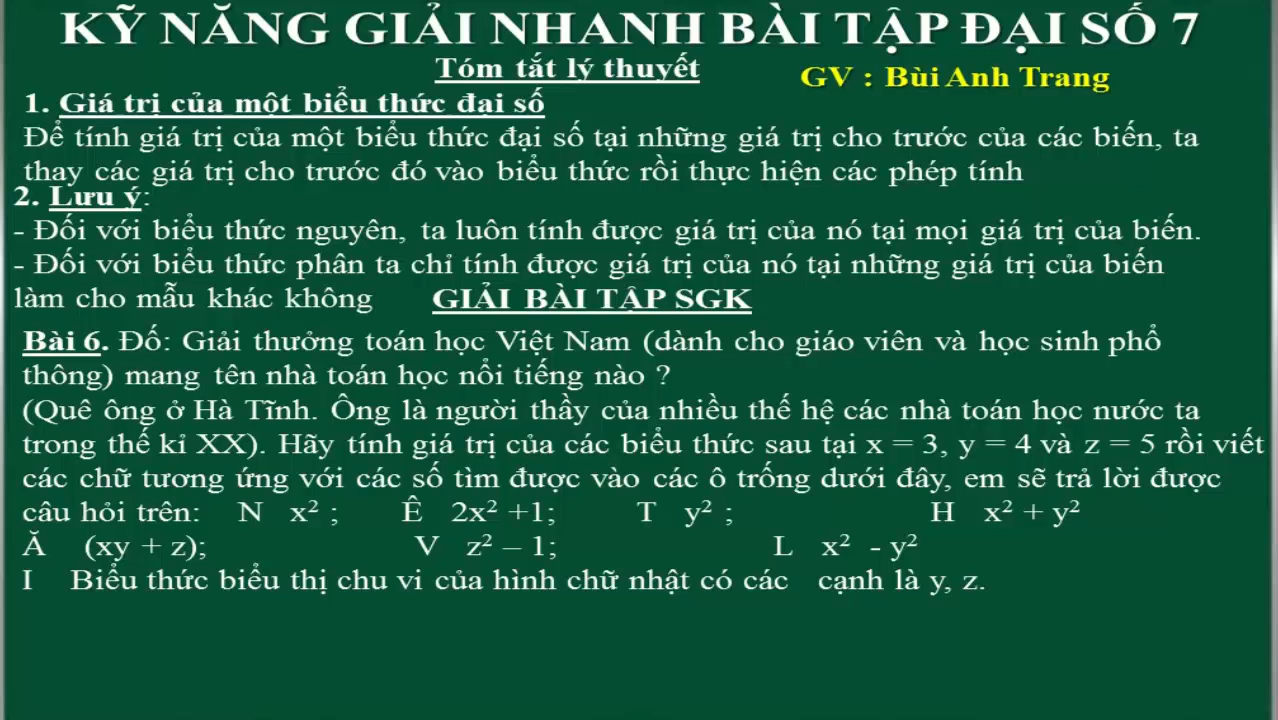 KỸ NĂNG GIẢI NHANH BÀI TẬP ĐẠI SỐ 7
Tóm tắt lý thuyết
GV : Bùi Anh Trang
1. Giá trị của một biểu thức đại số
Để tính giá trị của một biểu thức đại số tại những giá trị cho trước của các biến, ta
thay các giá trị cho trước đó vào biểu thức rồi thực hiện các phép tính
2. Lưu ý:
- Đối với biểu thức nguyên, ta luôn tính được giá trị của nó tại mọi giá trị của biến.
- Đối với biểu thức phân ta chỉ tính được giá trị của nó tại những giá trị của biến
làm cho mẫu khác không
GIẢI BÀI TẬP SGK
Bài 6. Đố: Giải thưởng toán học Việt Nam (dành cho giáo viên và học sinh phổ
thông) mang tên nhà toán học nổi tiếng nào ?
(Quê ông ở Hà Tĩnh. Ông là người thầy của nhiều thế hệ các nhà toán học nước ta
trong thế kỉ XX). Hãy tính giá trị của các biểu thức sau tại x = 3, y = 4 và z = 5 rồi viết
các chữ tương ứng với các số tìm được vào các ô trống dưới đây, em sẽ trả lời được
câu hỏi trên: N x² ; Ê 2x² +1; T y² ; H x² + y²
Ă (xy + z); V z² – 1; L x² - y²
I Biểu thức biểu thị chu vi của hình chữ nhật có các cạnh là y, z.